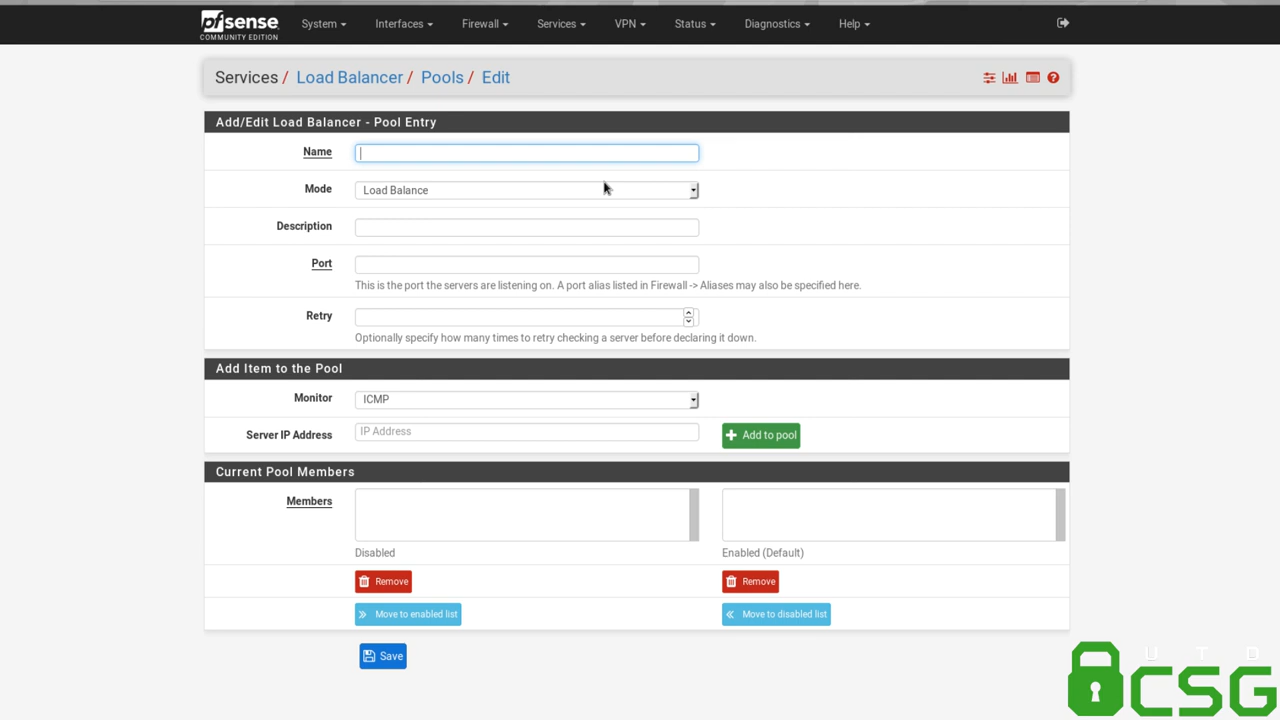 pfsense
COMMUNITY EDITION
System Interfaces Firewall Services VPN Status Diagnostics Help
Services / Load Balancer / Pools / Edit
Add/Edit Load Balancer - Pool Entry
Name
Mode Load Balance
Description
Port
This is the port the servers are listening on. A port alias listed in Firewall -> Aliases may also be specified here.
Retry
Optionally specify how many times to retry checking a server before declaring it down.
Add Item to the Pool
Monitor ICMP
Server IP Address IP Address Add to pool
Current Pool Members
Members
Disabled Enabled (Default)
Remove Remove
Move to enabled list Move to disabled list
Save
U T D
CSG